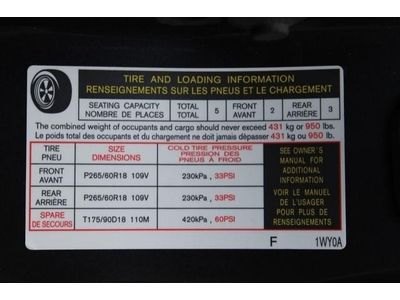 TIRE AND LOADING INFORMATION
RENSEIGNEMENTS SUR LES PNEUS ET LE CHARGEMENT
SEATING CAPACITY TOTAL 5 FRONT 2 REAR 3
NOMBRE DE PLACES TOTAL AVANT ARRIÈRE
The combined weight of occupants and cargo should never exceed 431 kg or 950 lbs.
Le poids total des occupants et du chargement ne doit jamais dépasser 431 kg ou 950 lb.
TIRE SIZE COLD TIRE PRESSURE
PNEU DIMENSIONS PRESSION DES PNEUS À FROID
FRONT AVANT P265/60R18 109V 230kPa , 33PSI
REAR ARRIÈRE P265/60R18 109V 230kPa , 33PSI
SPARE DE SECOURS T175/90D18 110M 420kPa , 60PSI
SEE OWNER'S
MANUAL FOR
ADDITIONAL
INFORMATION
VOIR LE MANUEL
DE L'USAGER
POUR PLUS DE
RENSEIGNEMENTS
F 1WY0A